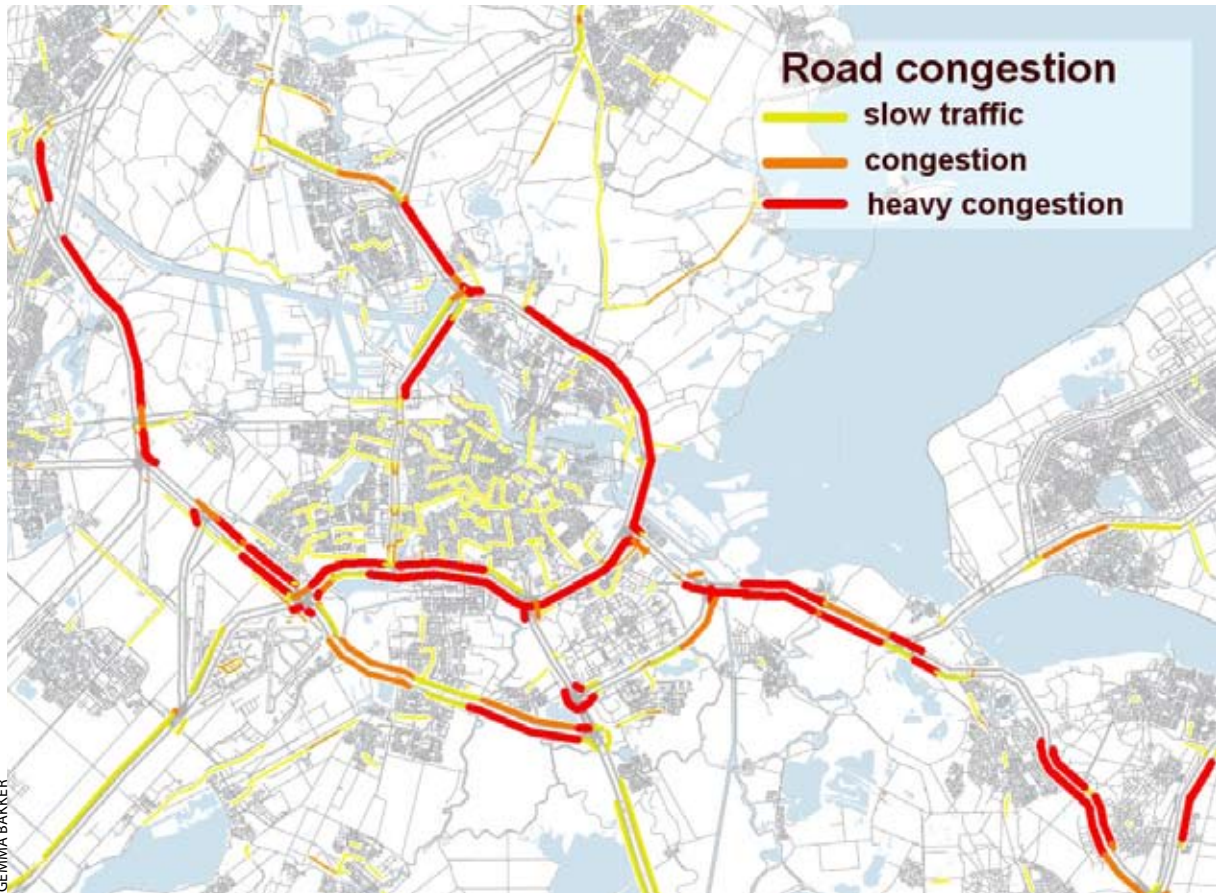 Road congestion
slow traffic
congestion
heavy congestion
GEMMA BAKKER